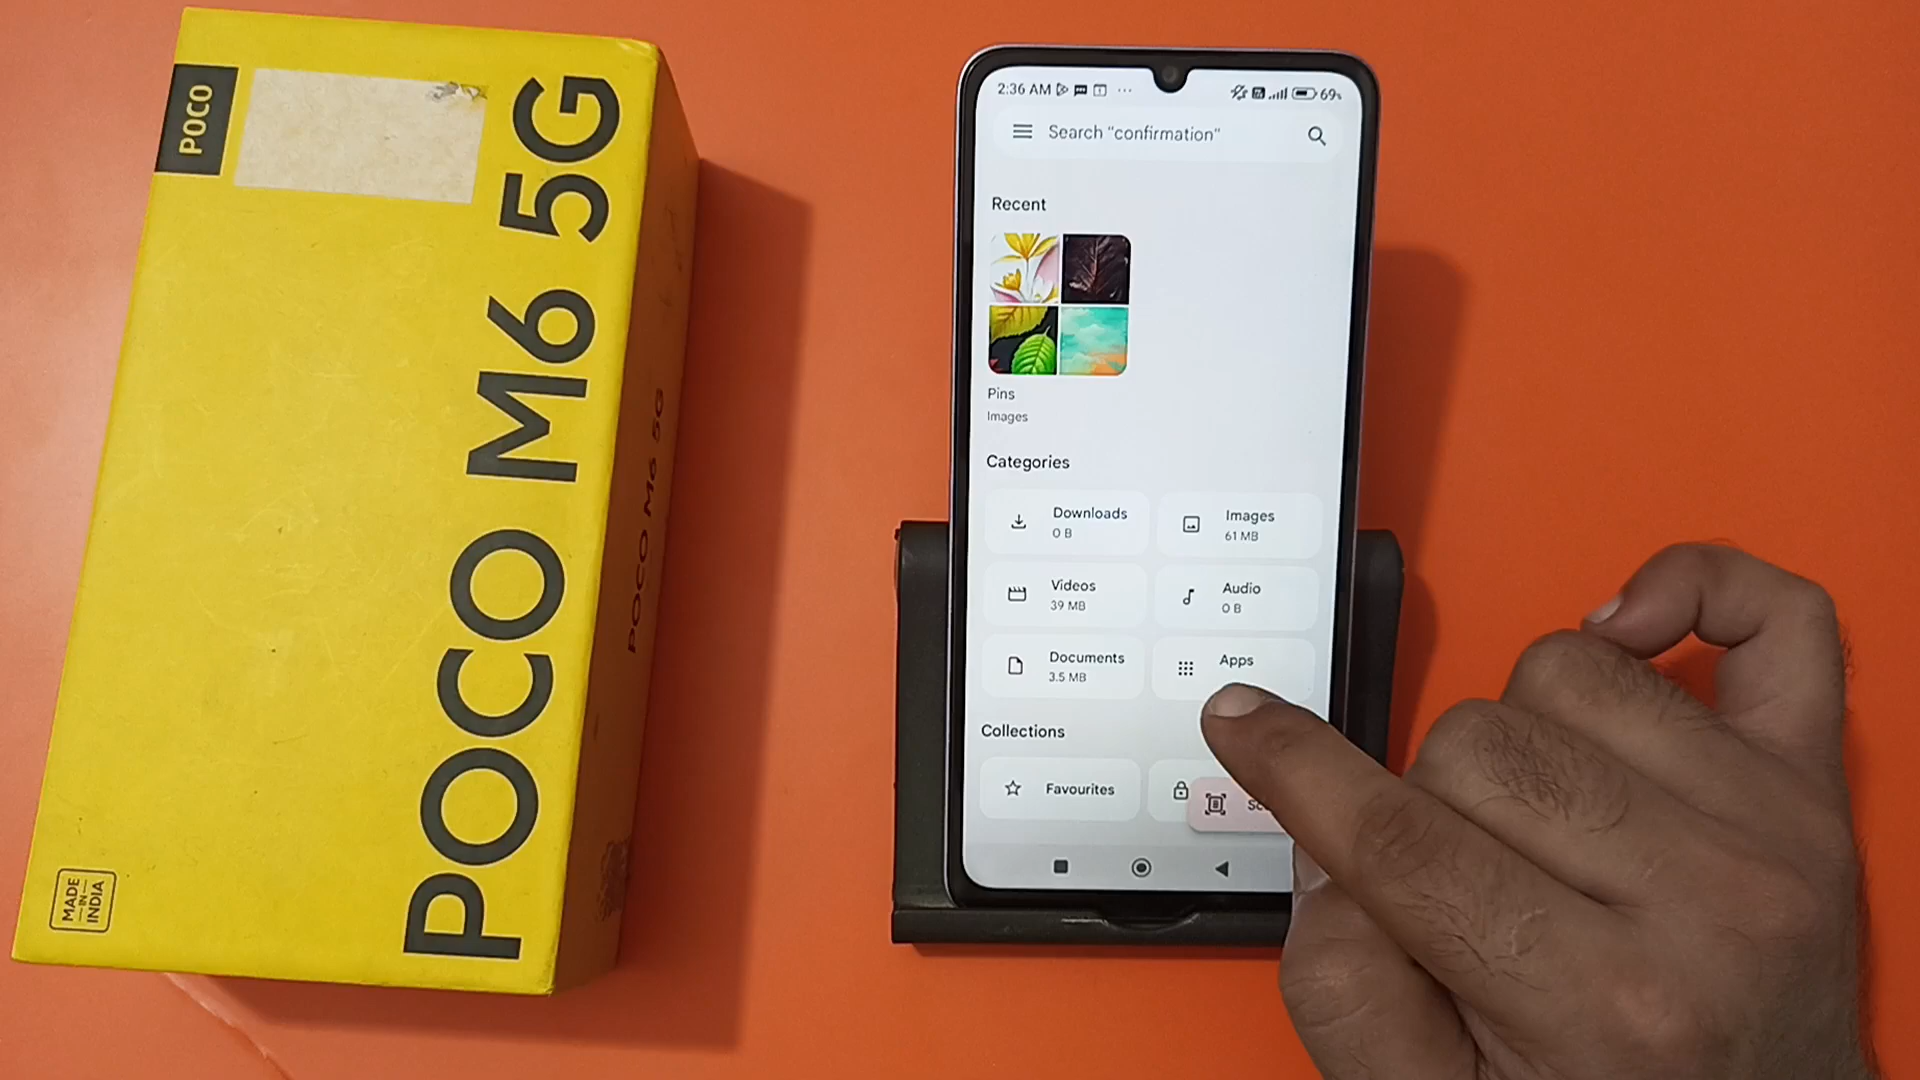 POCO
POCO M6 5G
POCO M6 5G
MADE
IN
INDIA
2:36 AM
69%
Search "confirmation"
Recent
Pins
Images
Categories
Downloads
0 B
Images
61 MB
Videos
39 MB
Audio
0 B
Documents
3.5 MB
Apps
Collections
Favourites